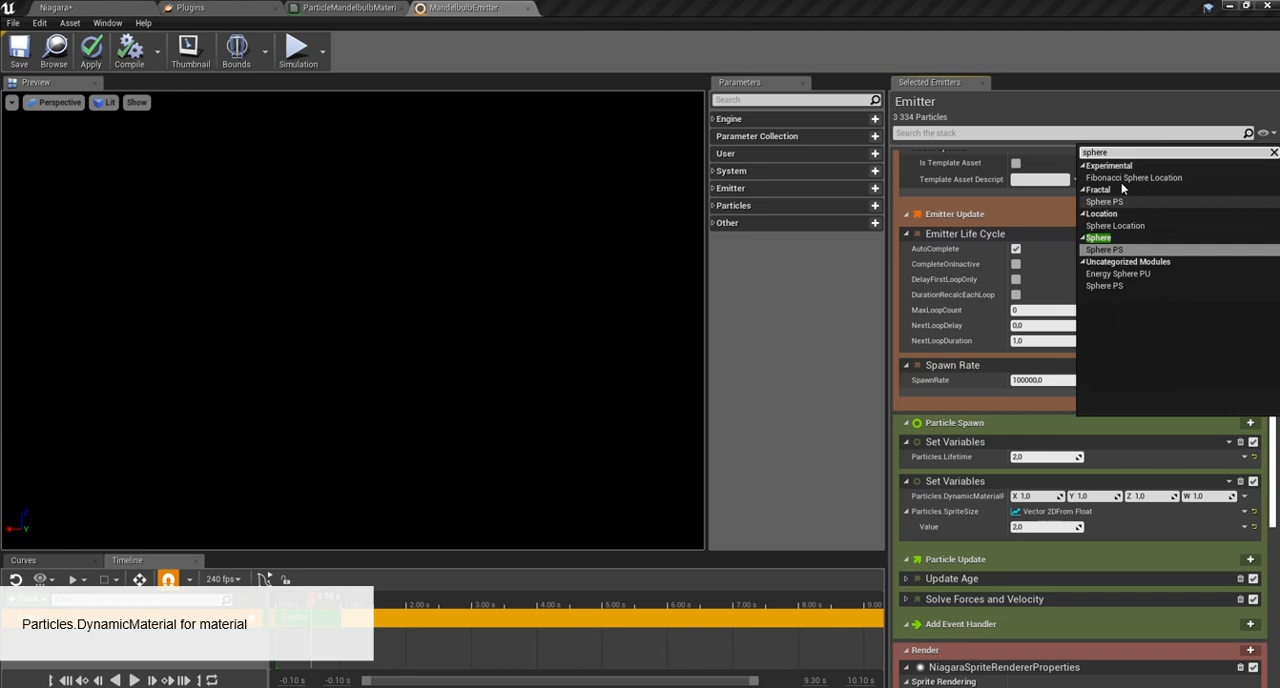 Niagara*
Plugins
ParticleMandelbulbMateri
MandelbulbEmitter
File Edit Asset Window Help
Save Browse Apply Compile Thumbnail Bounds Simulation
Preview
Perspective Lit Show
Parameters
Search
Engine
Parameter Collection
User
System
Emitter
Particles
Other
Selected Emitters
Emitter
3 334 Particles
Search the stack
Is Template Asset
Template Asset Descript
Emitter Update
Emitter Life Cycle
AutoComplete
CompleteOnInactive
DelayFirstLoopOnly
DurationRecalcEachLoop
MaxLoopCount 0
NextLoopDelay 0,0
NextLoopDuration 1,0
Spawn Rate
SpawnRate 100000,0
sphere
Experimental
Fibonacci Sphere Location
Fractal
Sphere PS
Location
Sphere Location
Sphere
Sphere PS
Uncategorized Modules
Energy Sphere PU
Sphere PS
Particle Spawn
Set Variables
Particles.Lifetime 2,0
Set Variables
Particles.DynamicMaterialF X 1,0 Y 1,0 Z 1,0 W 1,0
Particles.SpriteSize Vector 2DFrom Float
Value 2,0
Particle Update
Update Age
Solve Forces and Velocity
Add Event Handler
Render
NiagaraSpriteRendererProperties
Sprite Rendering
Curves Timeline
240 fps
2.00 s 3.00 s 4.00 s 5.00 s 6.00 s 7.00 s 8.00 s 9.00
Particles.DynamicMaterial for material
-0.10 s -0.10 s 9.30 s 10.10 s